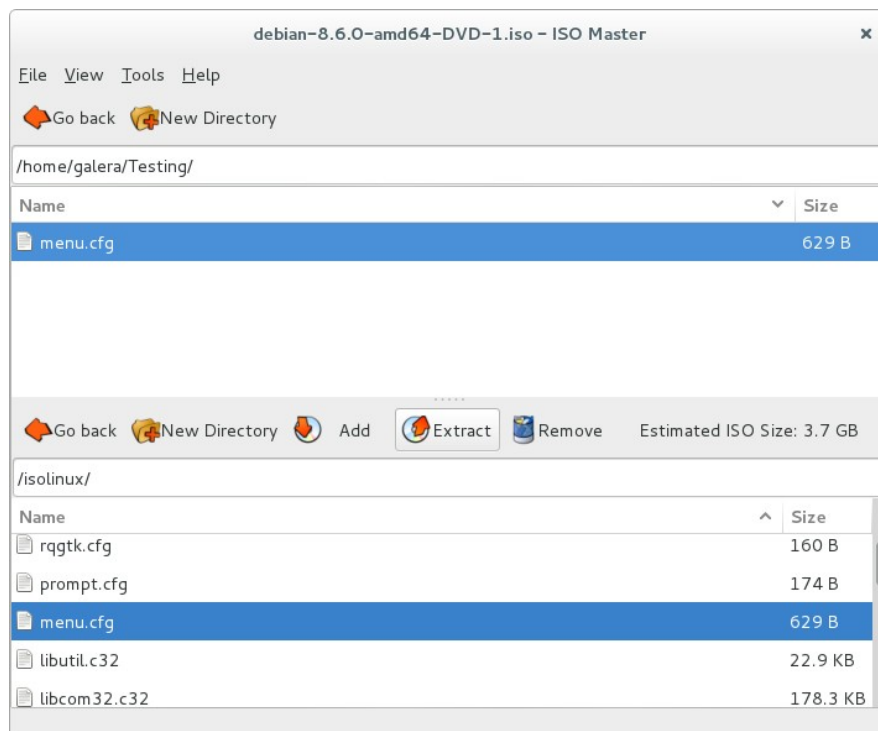 debian-8.6.0-amd64-DVD-1.iso – ISO Master
File View Tools Help
Go back New Directory
/home/galera/Testing/
Name Size
menu.cfg 629 B
Go back New Directory Add Extract Remove Estimated ISO Size: 3.7 GB
/isolinux/
Name Size
rqgtk.cfg 160 B
prompt.cfg 174 B
menu.cfg 629 B
libutil.c32 22.9 KB
libcom32.c32 178.3 KB